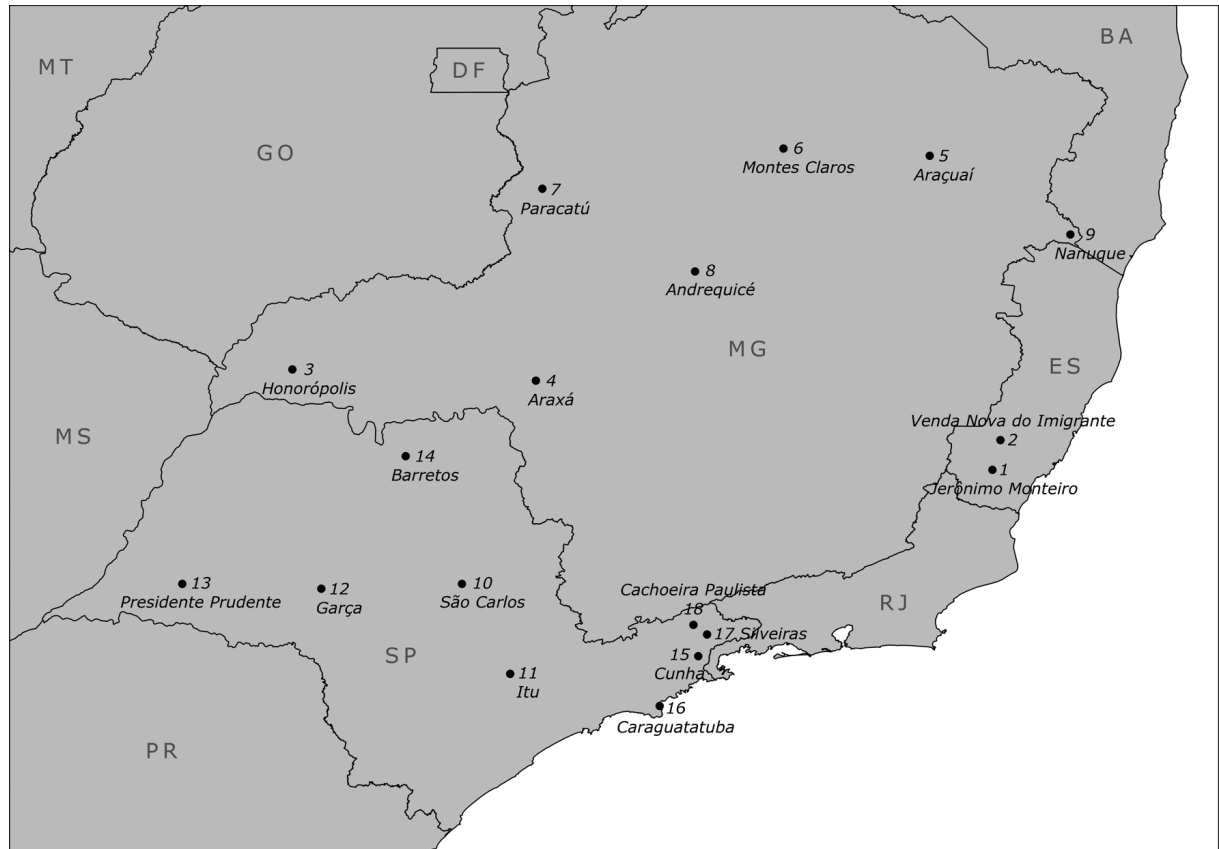 BA
MT
DF
GO
6
Montes Claros
5
Araçuaí
7
Paracatú
9
Nanuque
8
Andrequicé
MG
ES
3
Honorópolis
4
Araxá
MS
Venda Nova do Imigrante
2
14
Barretos
1
Jerônimo Monteiro
13
Presidente Prudente
12
Garça
10
São Carlos
Cachoeira Paulista
18
RJ
17 Silveiras
SP
15
Cunha
11
Itu
16
Caraguatatuba
PR